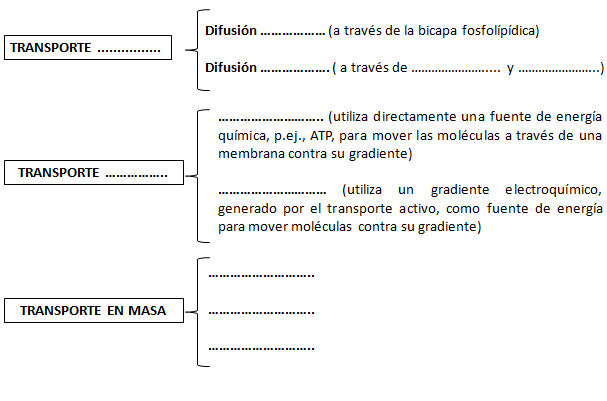 Difusión ……………… (a través de la bicapa fosfolípídica)
TRANSPORTE ................
Difusión ………………. ( a través de …………………..... y …………………..)
……………………….. (utiliza directamente una fuente de energía
química, p.ej., ATP, para mover las moléculas a través de una
membrana contra su gradiente)
TRANSPORTE ……………..
………………………… (utiliza un gradiente electroquímico,
generado por el transporte activo, como fuente de energía
para mover moléculas contra su gradiente)
………………………..
TRANSPORTE EN MASA
………………………..
………………………..